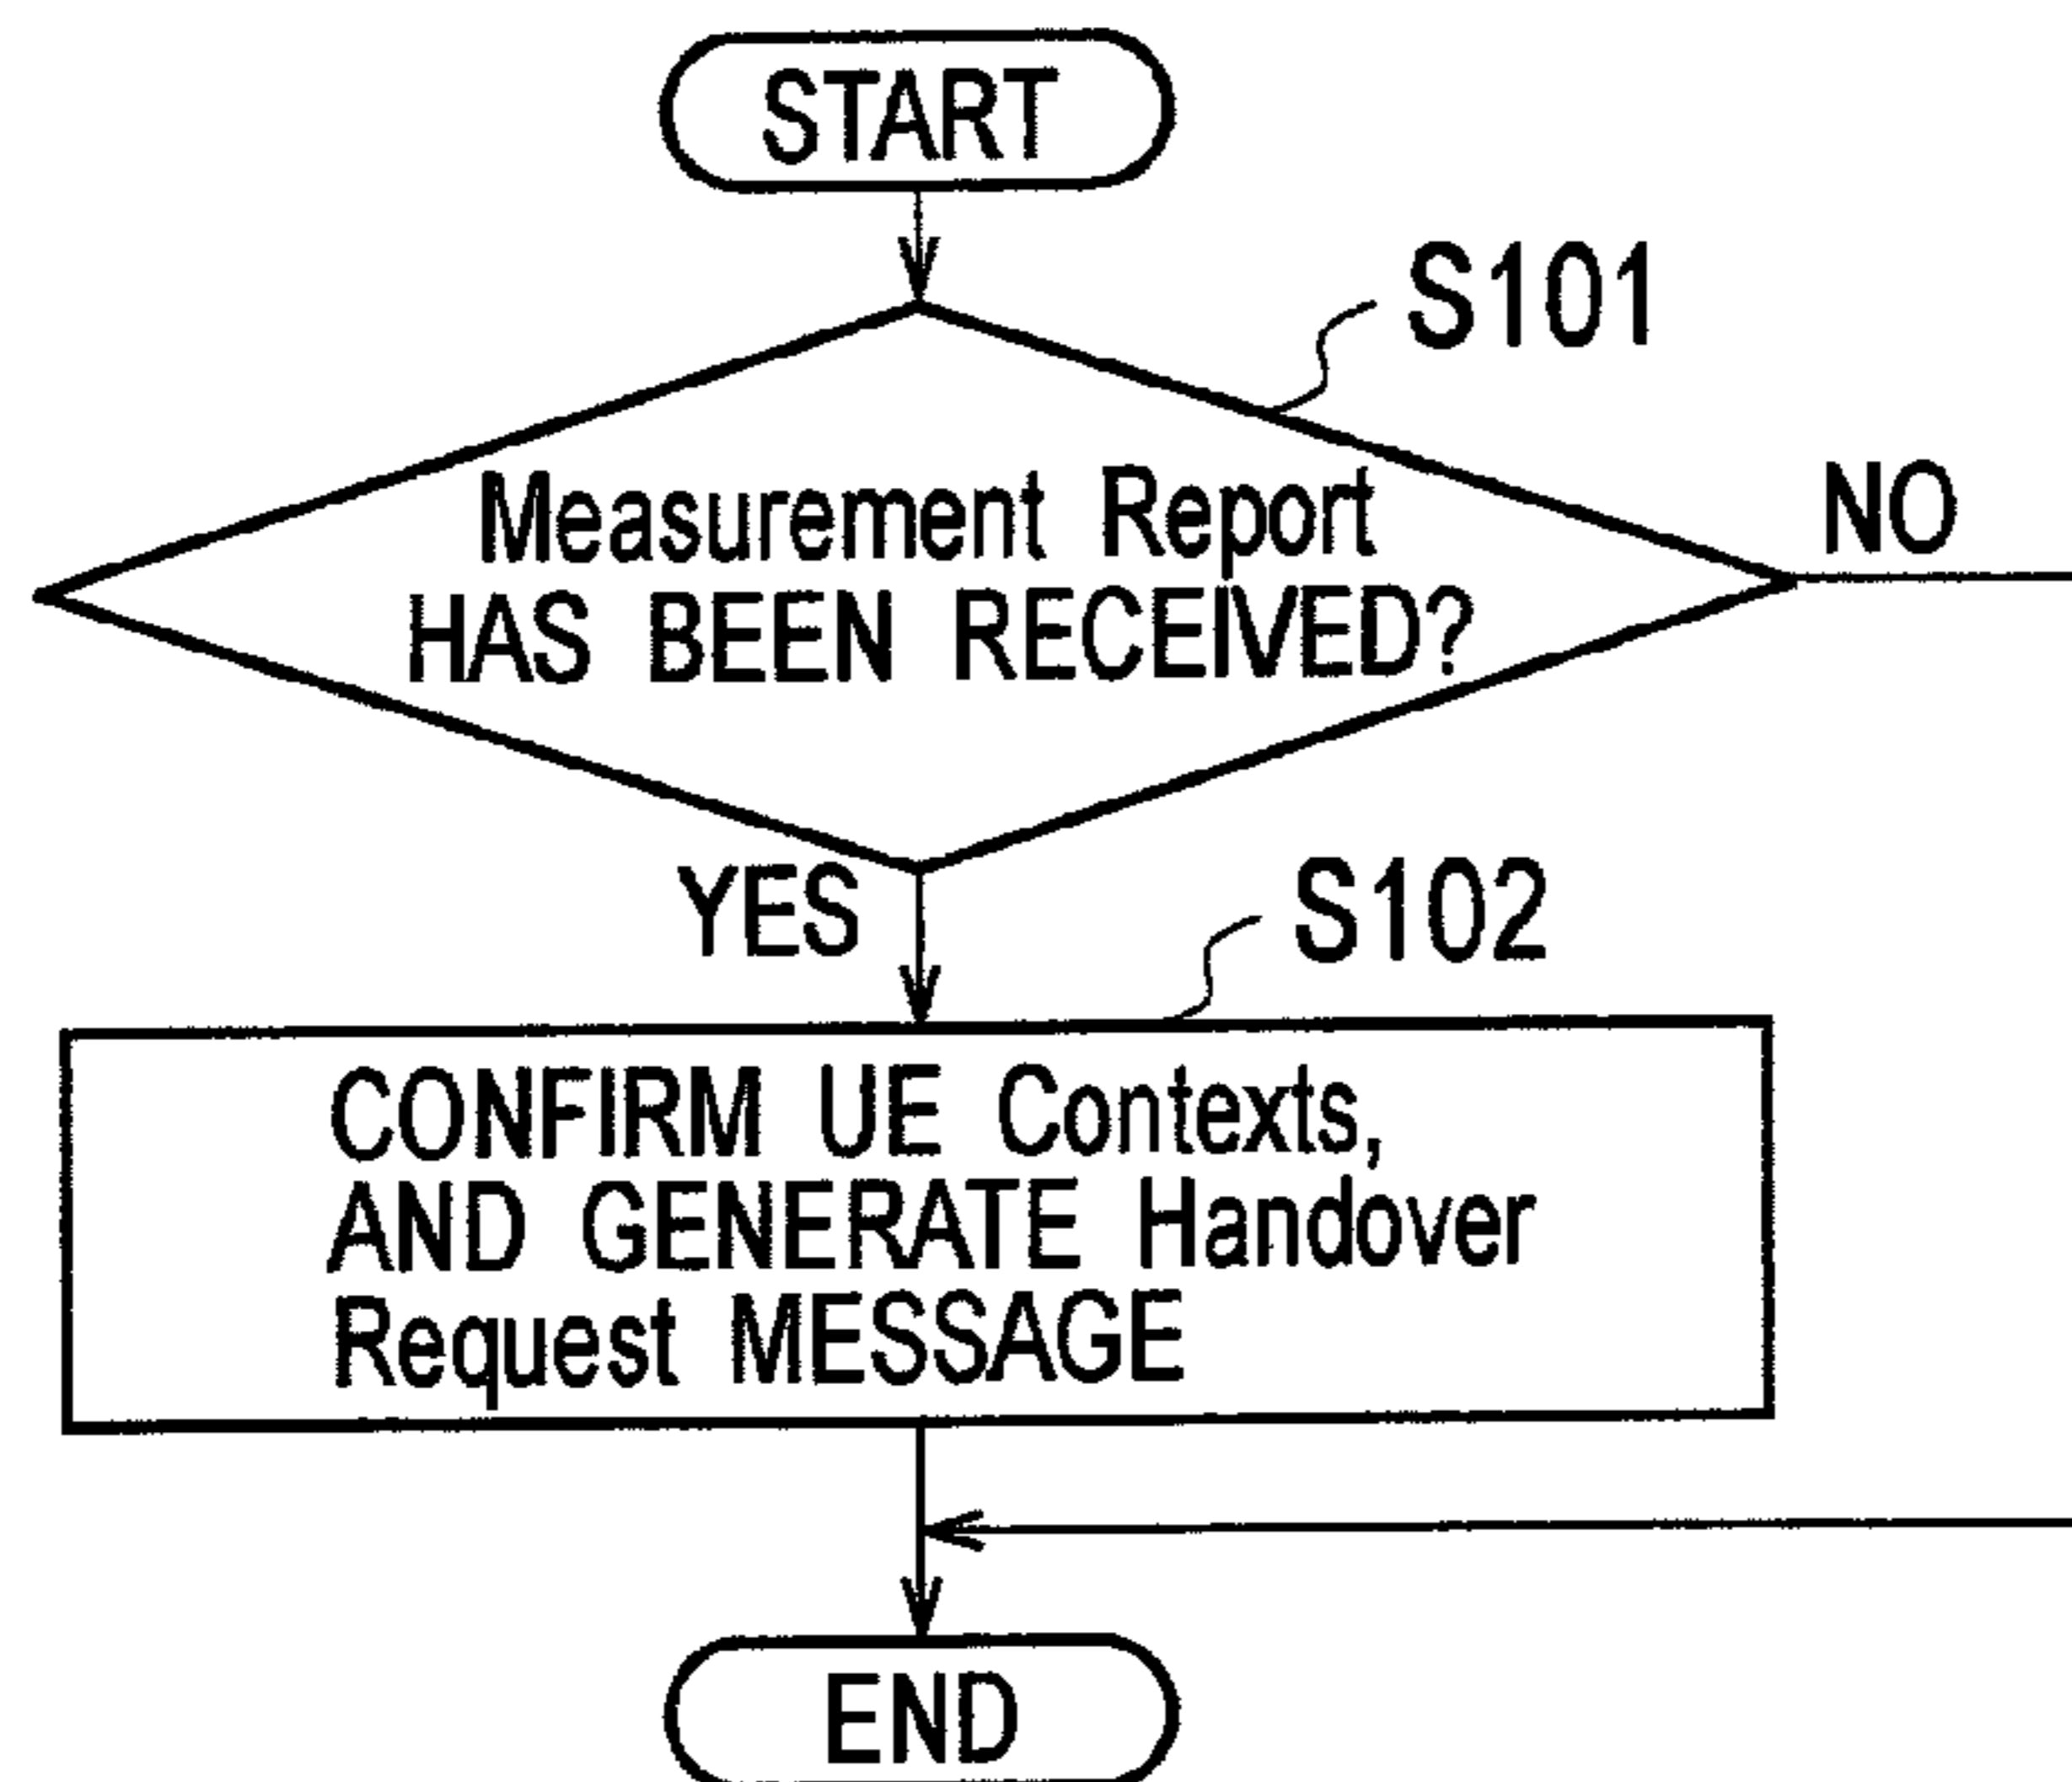 START
S101
Measurement Report
HAS BEEN RECEIVED?
NO
YES
S102
CONFIRM UE Contexts,
AND GENERATE Handover
Request MESSAGE
END